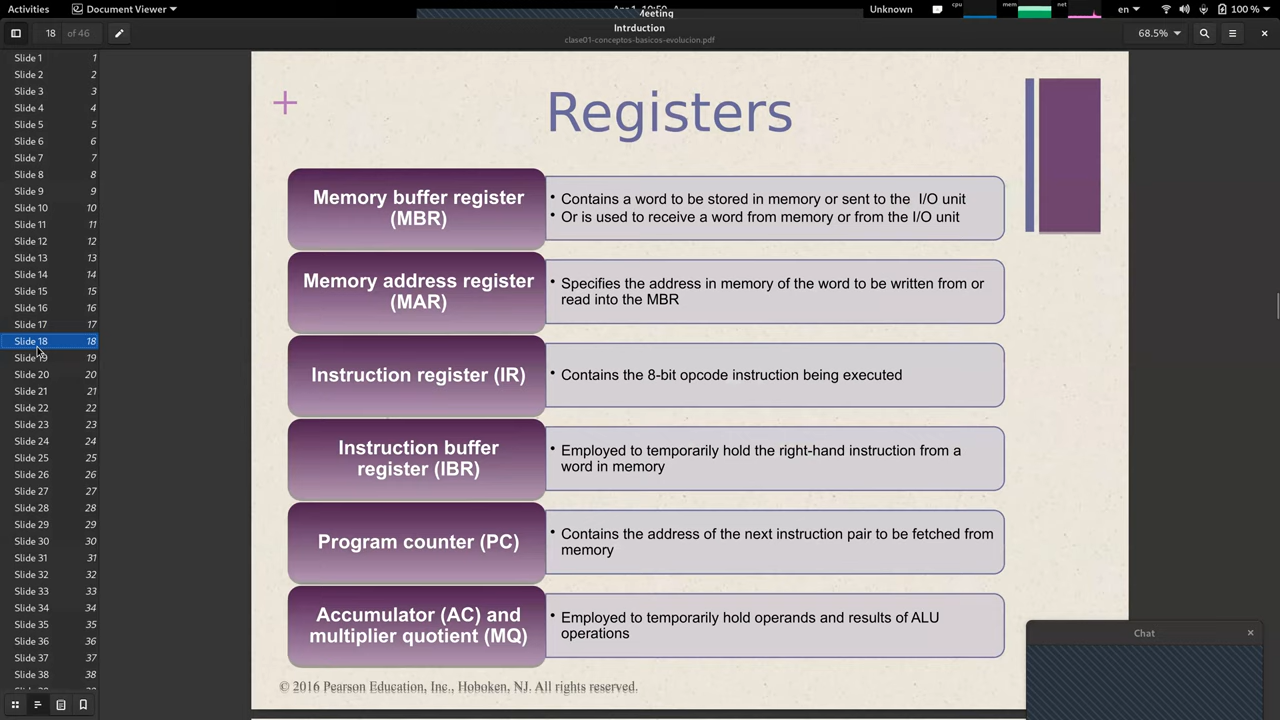 Activities
Document Viewer
Meeting
Unknown
cpu
mem
net
en
100 %
18 of 46
Intrduction
clase01-conceptos-basicos-evolucion.pdf
68.5%
Slide 1 1
Slide 2 2
Slide 3 3
Slide 4 4
Slide 5 5
Slide 6 6
Slide 7 7
Slide 8 8
Slide 9 9
Slide 10 10
Slide 11 11
Slide 12 12
Slide 13 13
Slide 14 14
Slide 15 15
Slide 16 16
Slide 17 17
Slide 18 18
Slide 19 19
Slide 20 20
Slide 21 21
Slide 22 22
Slide 23 23
Slide 24 24
Slide 25 25
Slide 26 26
Slide 27 27
Slide 28 28
Slide 29 29
Slide 30 30
Slide 31 31
Slide 32 32
Slide 33 33
Slide 34 34
Slide 35 35
Slide 36 36
Slide 37 37
Slide 38 38
+
Registers
Memory buffer register
(MBR)
• Contains a word to be stored in memory or sent to the I/O unit
• Or is used to receive a word from memory or from the I/O unit
Memory address register
(MAR)
• Specifies the address in memory of the word to be written from or
read into the MBR
Instruction register (IR)
• Contains the 8-bit opcode instruction being executed
Instruction buffer
register (IBR)
• Employed to temporarily hold the right-hand instruction from a
word in memory
Program counter (PC)
• Contains the address of the next instruction pair to be fetched from
memory
Accumulator (AC) and
multiplier quotient (MQ)
• Employed to temporarily hold operands and results of ALU
operations
© 2016 Pearson Education, Inc., Hoboken, NJ. All rights reserved.
Chat